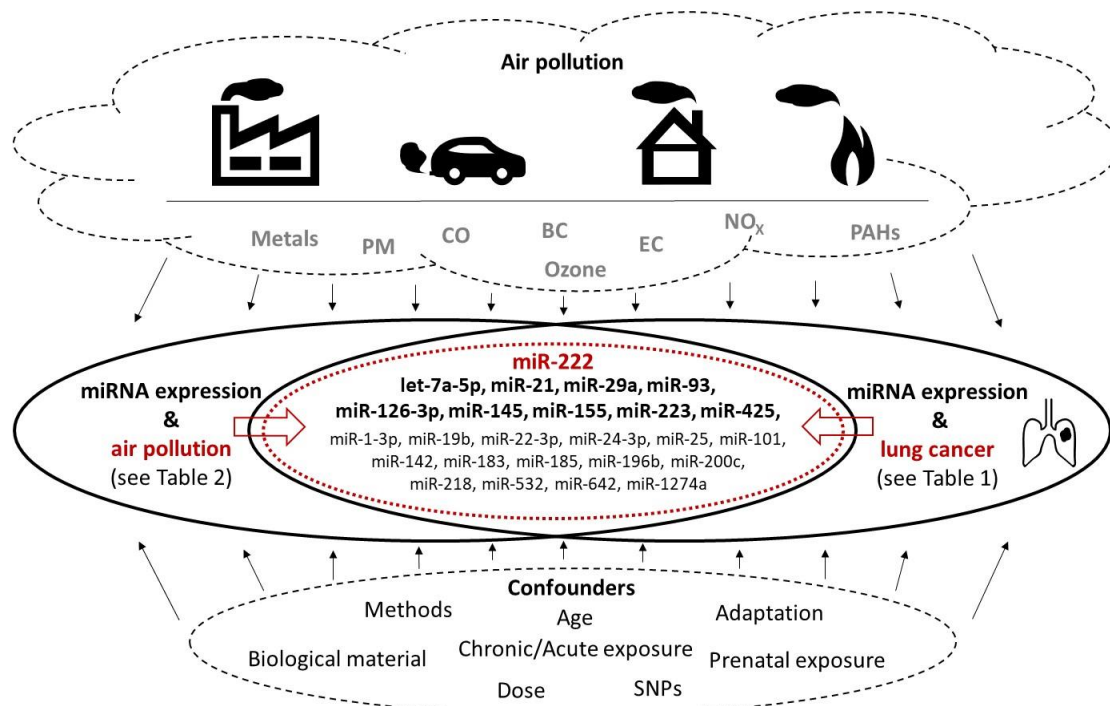 Air pollution
Metals
PM
CO
BC
Ozone
EC
NOX
PAHs
miRNA expression
&
air pollution
(see Table 2)
miR-222
let-7a-5p, miR-21, miR-29a, miR-93,
miR-126-3p, miR-145, miR-155, miR-223, miR-425,
miR-1-3p, miR-19b, miR-22-3p, miR-24-3p, miR-25, miR-101,
miR-142, miR-183, miR-185, miR-196b, miR-200c,
miR-218, miR-532, miR-642, miR-1274a
miRNA expression
&
lung cancer
(see Table 1)
Confounders
Methods
Age
Adaptation
Biological material
Chronic/Acute exposure
Prenatal exposure
Dose
SNPs